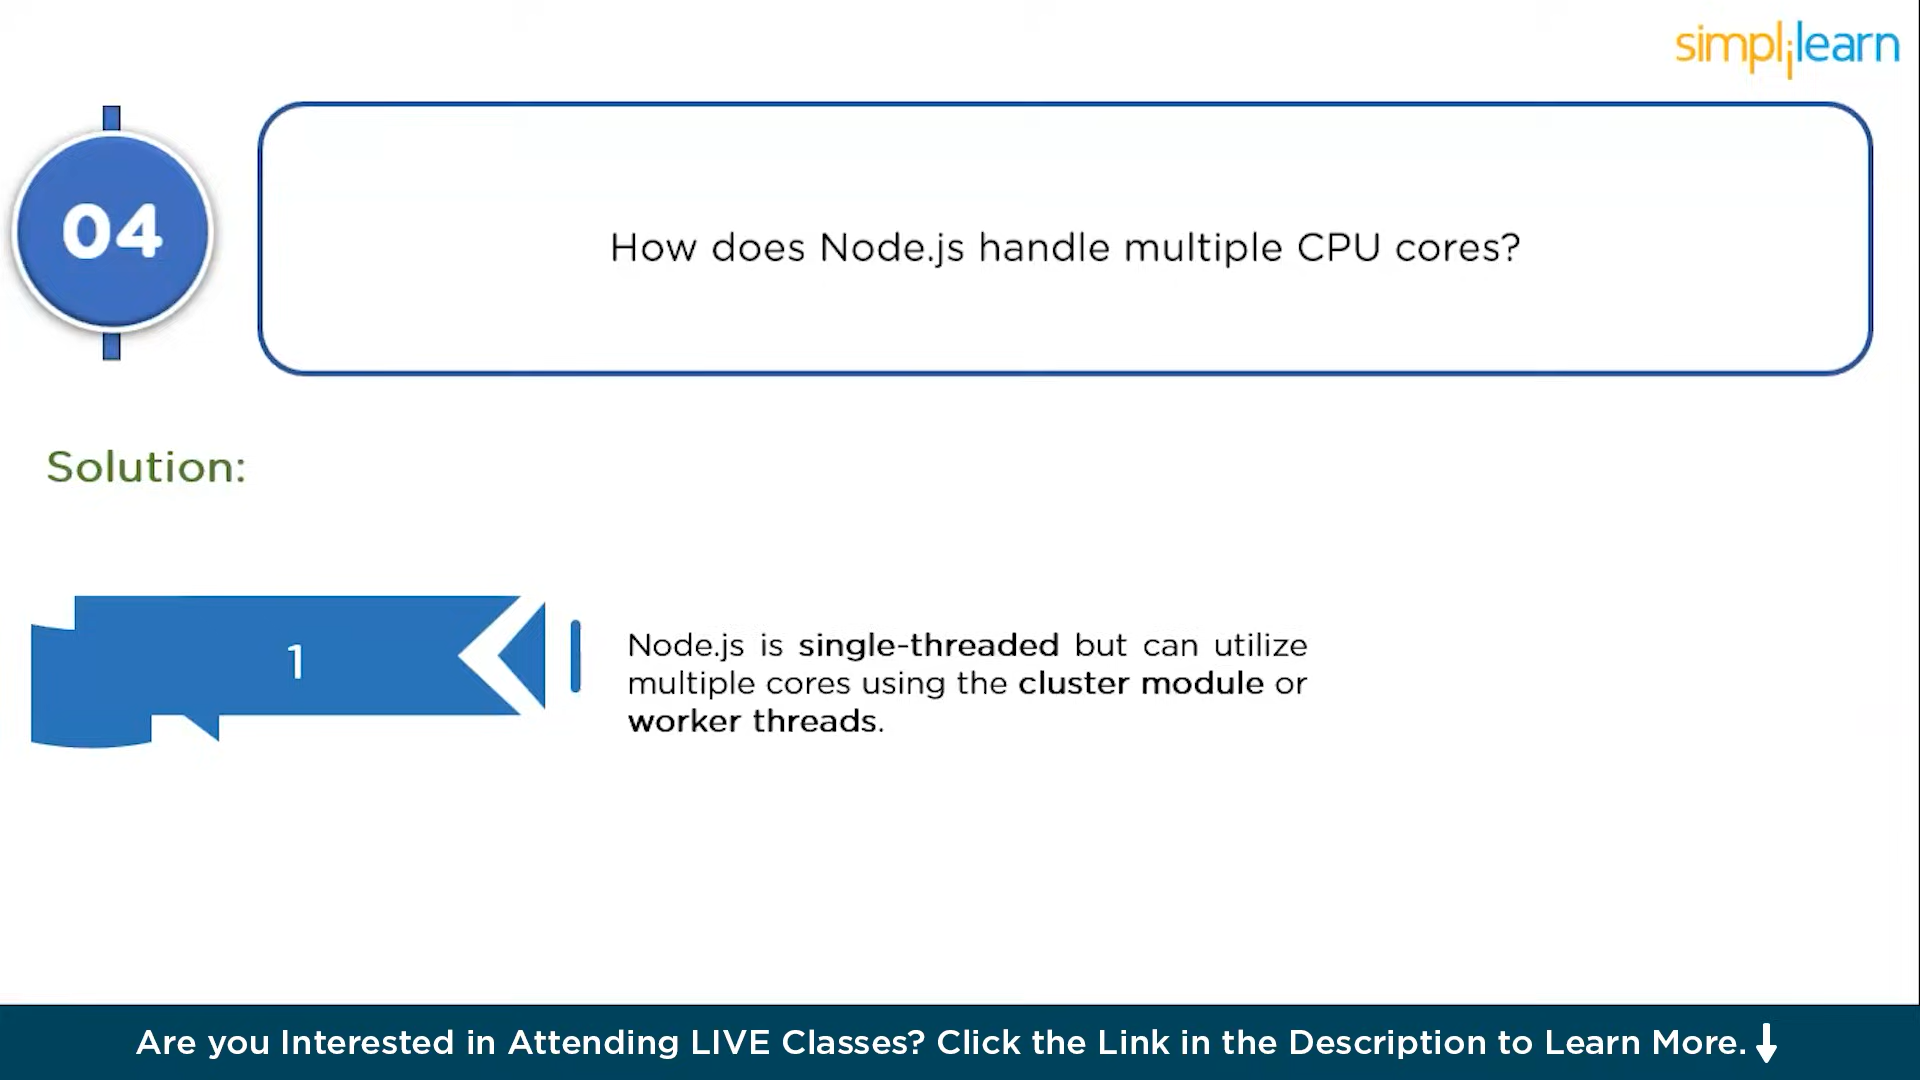 simplilearn
04
How does Node.js handle multiple CPU cores?
Solution:
1
Node.js is single-threaded but can utilize
multiple cores using the cluster module or
worker threads.
Are you Interested in Attending LIVE Classes? Click the Link in the Description to Learn More.